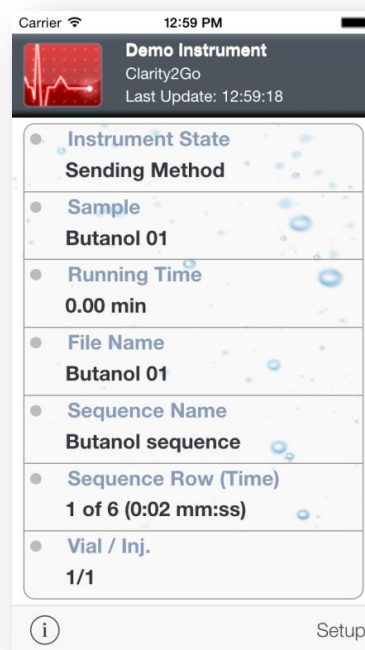 Carrier 12:59 PM
Demo Instrument
Clarity2Go
Last Update: 12:59:18
Instrument State
Sending Method
Sample
Butanol 01
Running Time
0.00 min
File Name
Butanol 01
Sequence Name
Butanol sequence
Sequence Row (Time)
1 of 6 (0:02 mm:ss)
Vial / Inj.
1/1
i Setup